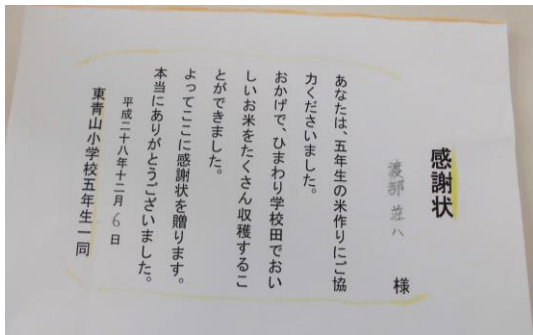 感謝状
渡部 荘八 様
あなたは、五年生の米作りにご協
力くださいました。
おかげで、ひまわり学校田でおい
しいお米をたくさん収穫するこ
とができました。
よってここに感謝状を贈ります。
本当にありがとうございました。
平成二十八年十二月6日
東青山小学校五年生一同